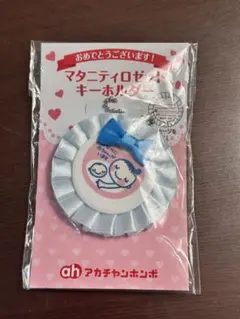 おめでとうございます!
マタニティロゼット
キーホルダー
ah アカチャンホンポ